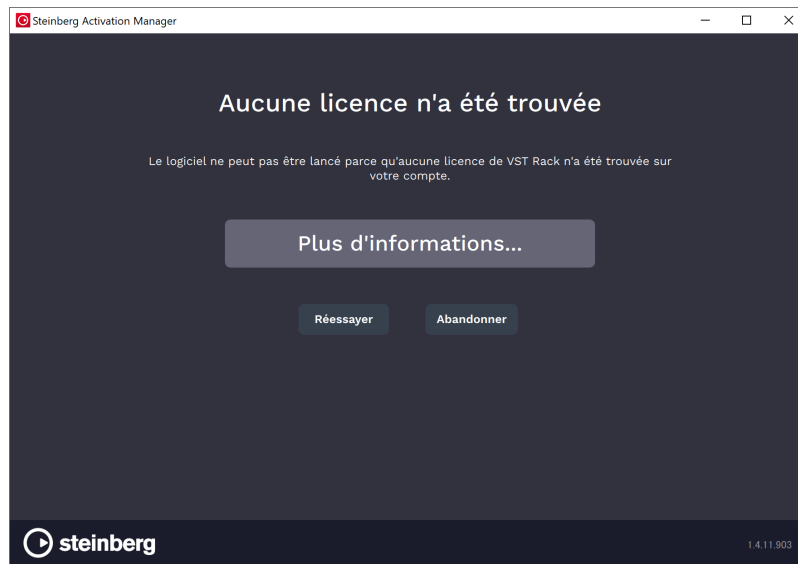 Steinberg Activation Manager
Aucune licence n'a été trouvée
Le logiciel ne peut pas être lancé parce qu'aucune licence de VST Rack n'a été trouvée sur
votre compte.
Plus d'informations...
Réessayer
Abandonner
steinberg
1.4.11.903